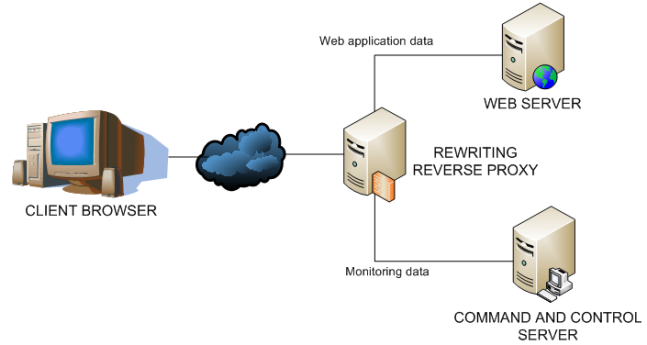 Web application data
WEB SERVER
REWRITING
REVERSE PROXY
CLIENT BROWSER
Monitoring data
COMMAND AND CONTROL
SERVER